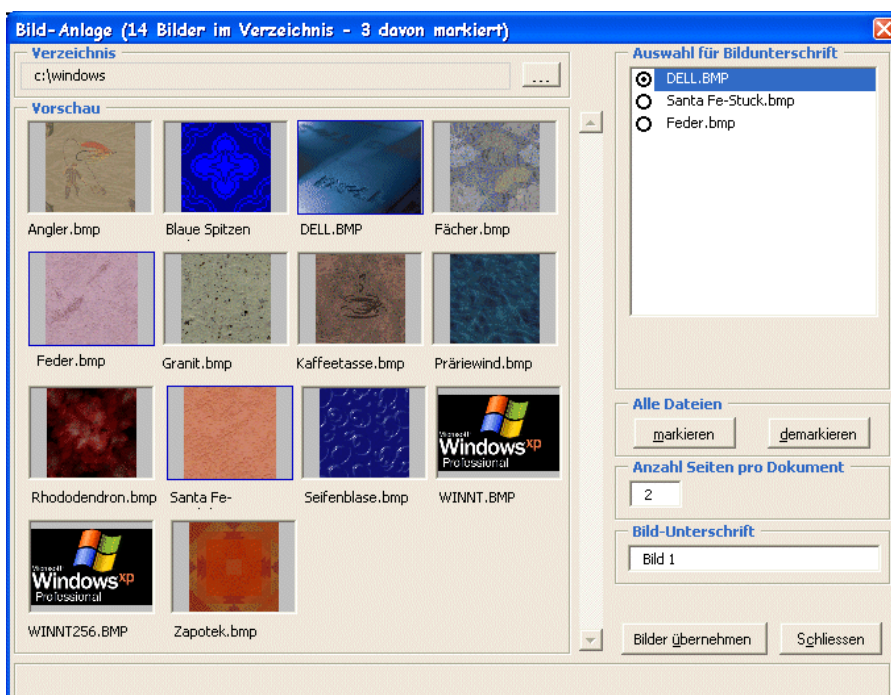 Bild-Anlage (14 Bilder im Verzeichnis - 3 davon markiert)
Verzeichnis
c:\windows
...
Vorschau
Angler.bmp
Blaue Spitzen
DELL.BMP
Fächer.bmp
Feder.bmp
Granit.bmp
Kaffeetasse.bmp
Präriewind.bmp
Rhododendron.bmp
Santa Fe-
Seifenblase.bmp
WINNT.BMP
Microsoft
Windows xp
Professional
Microsoft
Windows xp
Professional
WINNT256.BMP
Zapotek.bmp
Auswahl für Bildunterschrift
DELL.BMP
Santa Fe-Stuck.bmp
Feder.bmp
Alle Dateien
markieren
demarkieren
Anzahl Seiten pro Dokument
2
Bild-Unterschrift
Bild 1
Bilder übernehmen
Schliessen